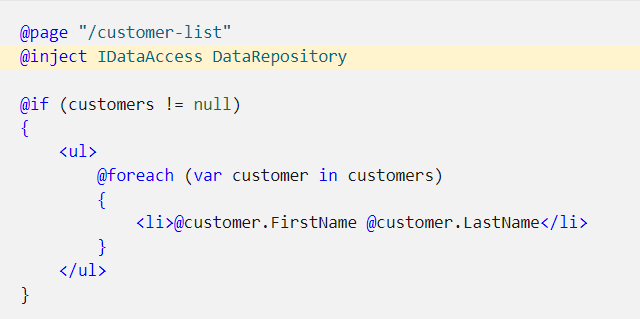 @page "/customer-list"
@inject IDataAccess DataRepository

@if (customers != null)
{
    <ul>
        @foreach (var customer in customers)
        {
            <li>@customer.FirstName @customer.LastName</li>
        }
    </ul>
}